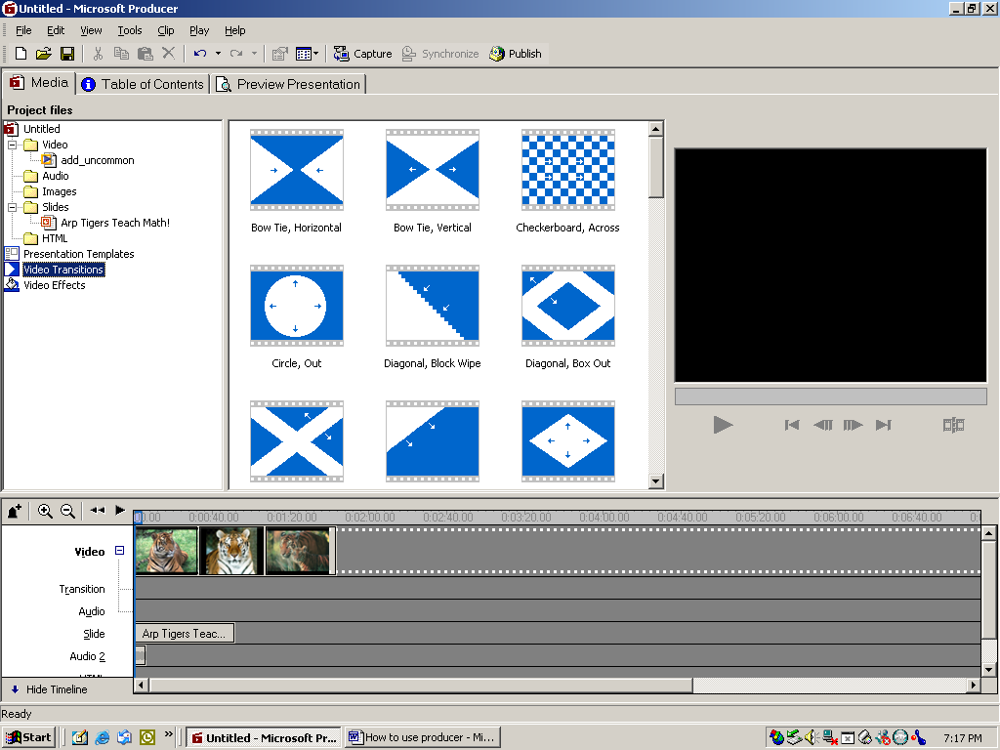 Untitled - Microsoft Producer
File Edit View Tools Clip Play Help
Capture Synchronize Publish
Media Table of Contents Preview Presentation
Project files
Untitled
Video
add_uncommon
Audio
Images
Slides
Arp Tigers Teach Math!
HTML
Presentation Templates
Video Transitions
Video Effects
Bow Tie, Horizontal Bow Tie, Vertical Checkerboard, Across
Circle, Out Diagonal, Block Wipe Diagonal, Box Out
0:00:40.00 0:01:20.00 0:02:00.00 0:02:40.00 0:03:20.00 0:04:00.00 0:04:40.00 0:05:20.00 0:06:00.00 0:06:40.00
Video
Transition
Audio
Slide Arp Tigers Teac...
Audio 2
Hide Timeline
Ready
Start Untitled - Microsoft Pr... How to use producer - Mi... 7:17 PM